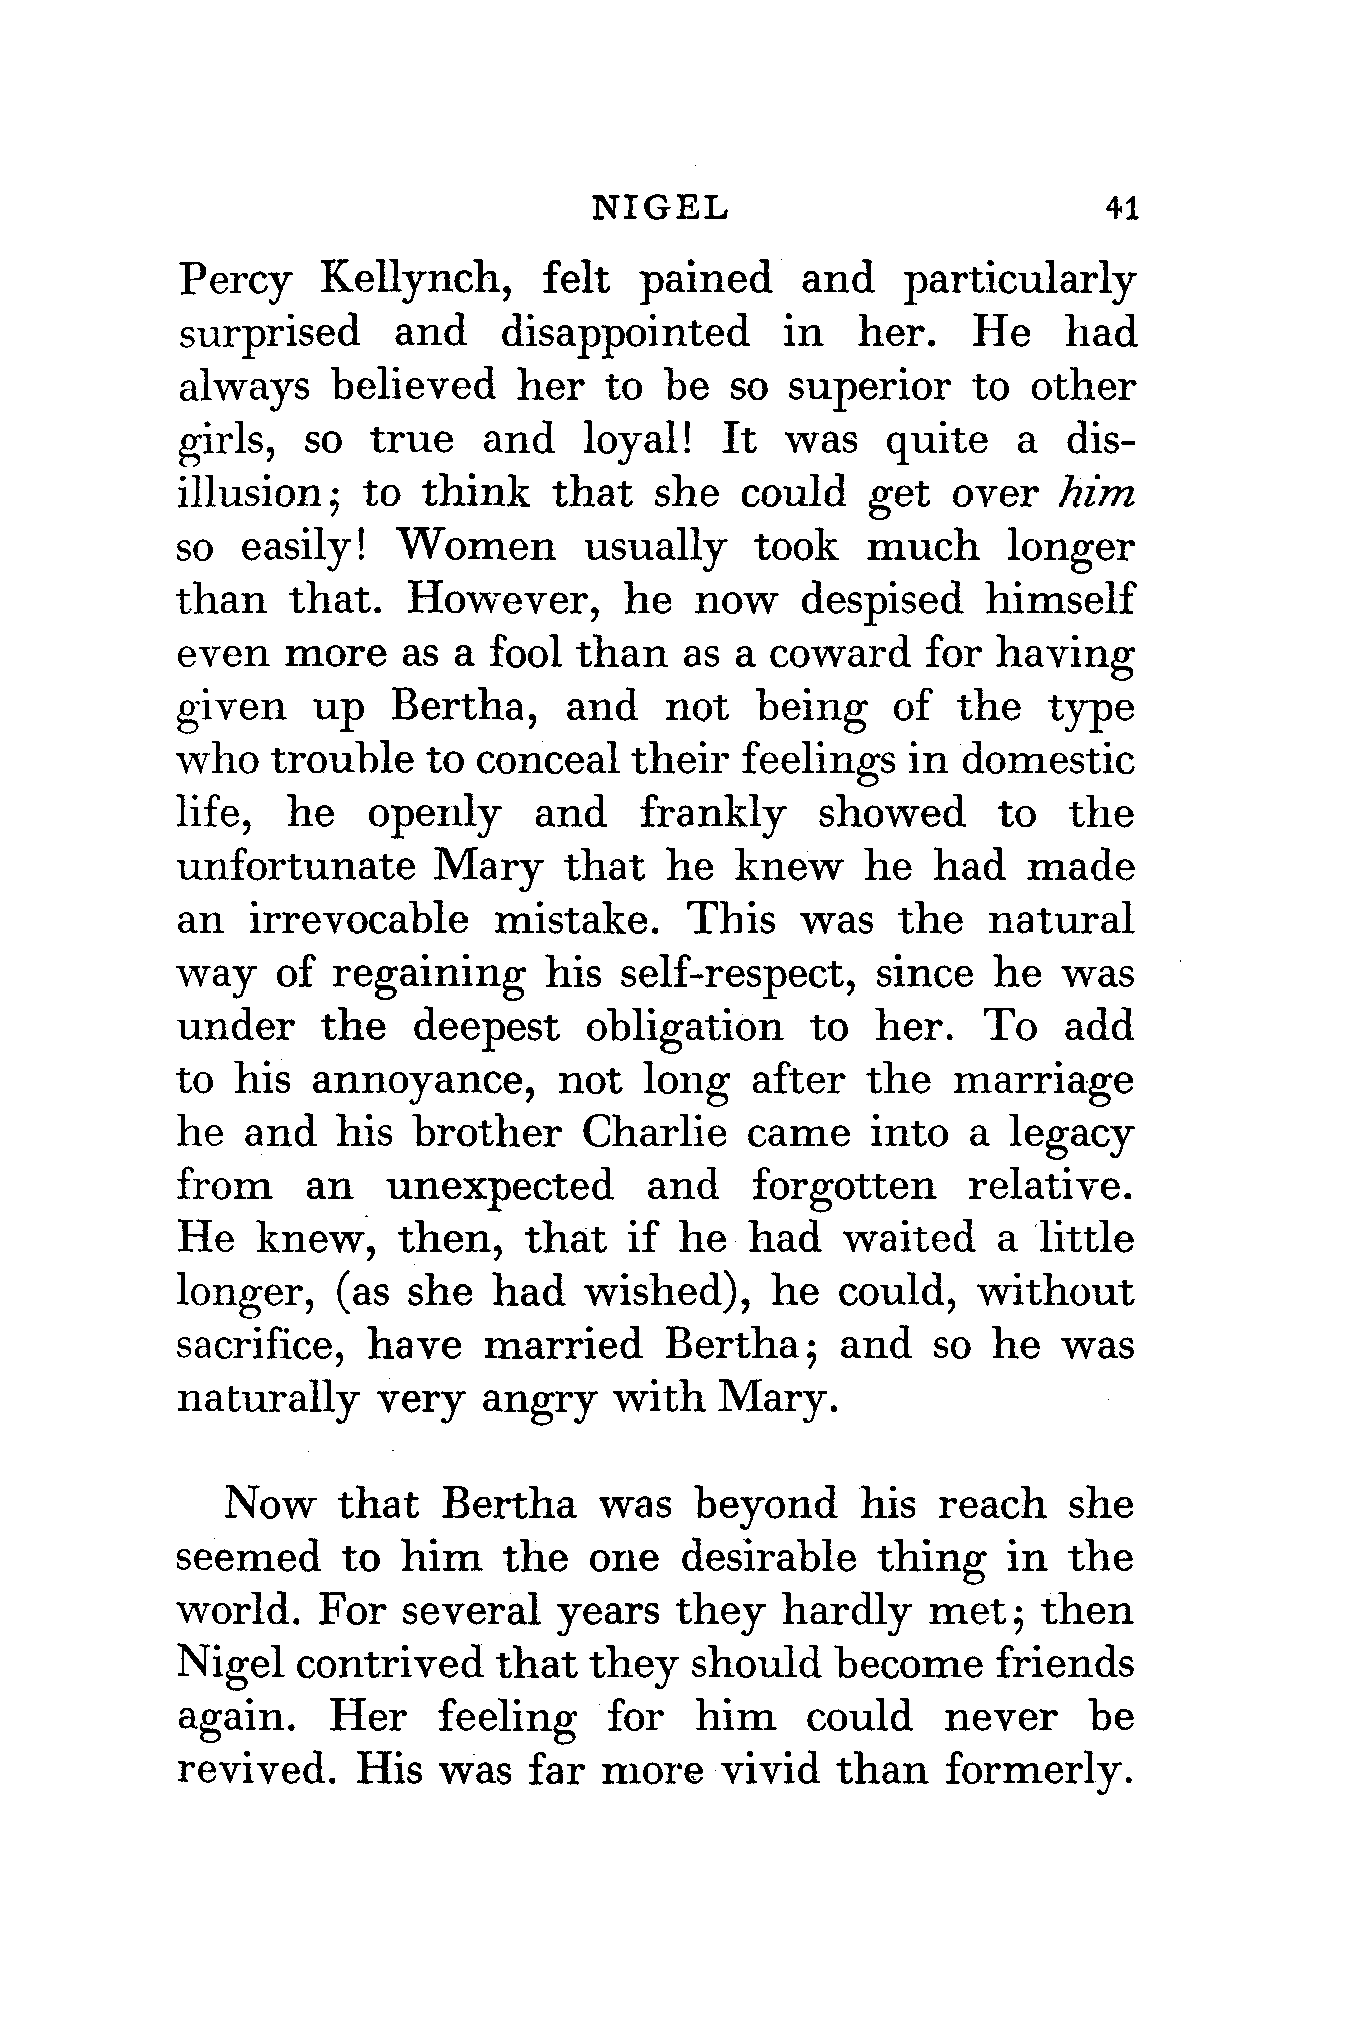 NIGEL 41
Percy Kellynch, felt pained and particularly
surprised and disappointed in her. He had
always believed her to be so superior to other
girls, so true and loyal! It was quite a dis-
illusion; to think that she could get over him
so easily! Women usually took much longer
than that. However, he now despised himself
even more as a fool than as a coward for having
given up Bertha, and not being of the type
who trouble to conceal their feelings in domestic
life, he openly and frankly showed to the
unfortunate Mary that he knew he had made
an irrevocable mistake. This was the natural
way of regaining his self-respect, since he was
under the deepest obligation to her. To add
to his annoyance, not long after the marriage
he and his brother Charlie came into a legacy
from an unexpected and forgotten relative.
He knew, then, that if he had waited a little
longer, (as she had wished), he could, without
sacrifice, have married Bertha; and so he was
naturally very angry with Mary.
Now that Bertha was beyond his reach she
seemed to him the one desirable thing in the
world. For several years they hardly met; then
Nigel contrived that they should become friends
again. Her feeling for him could never be
revived. His was far more vivid than formerly.